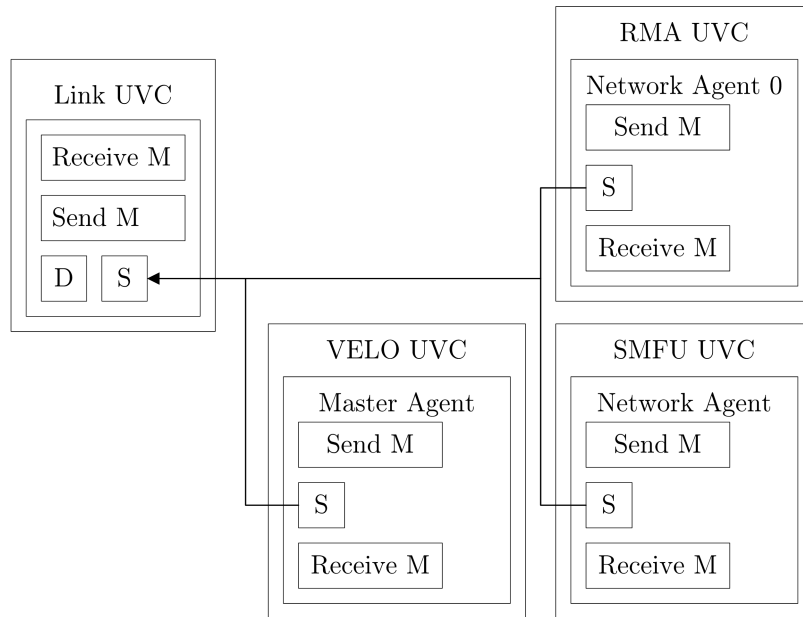 Link UVC
Receive M
Send M
D
S
RMA UVC
Network Agent 0
Send M
S
Receive M
VELO UVC
Master Agent
Send M
S
Receive M
SMFU UVC
Network Agent
Send M
S
Receive M